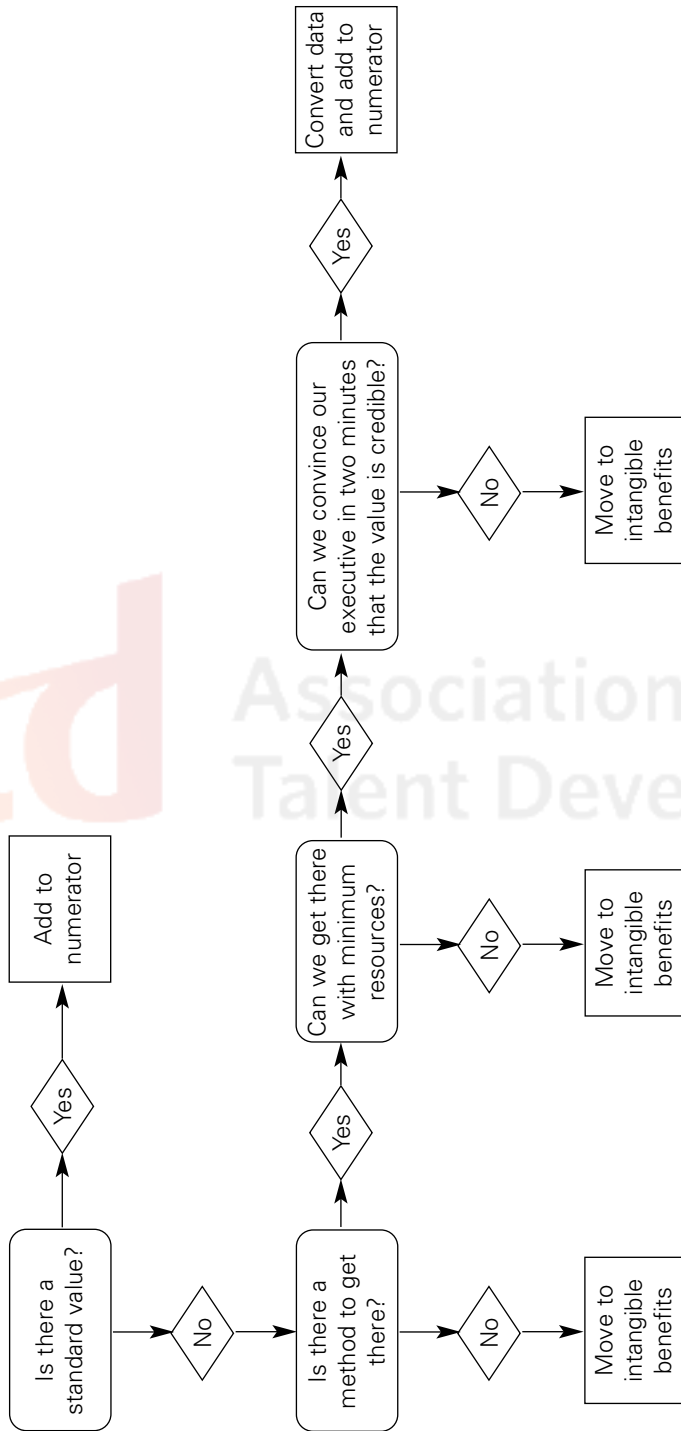 Is there a
standard value?
Yes
Add to
numerator
No
Is there a
method to get
there?
Yes
Can we get there
with minimum
resources?
Yes
Can we convince our
executive in two minutes
that the value is credible?
Yes
Convert data
and add to
numerator
No
Move to
intangible
benefits
No
Move to
intangible
benefits
No
Move to
intangible
benefits
Association
Talent Deve